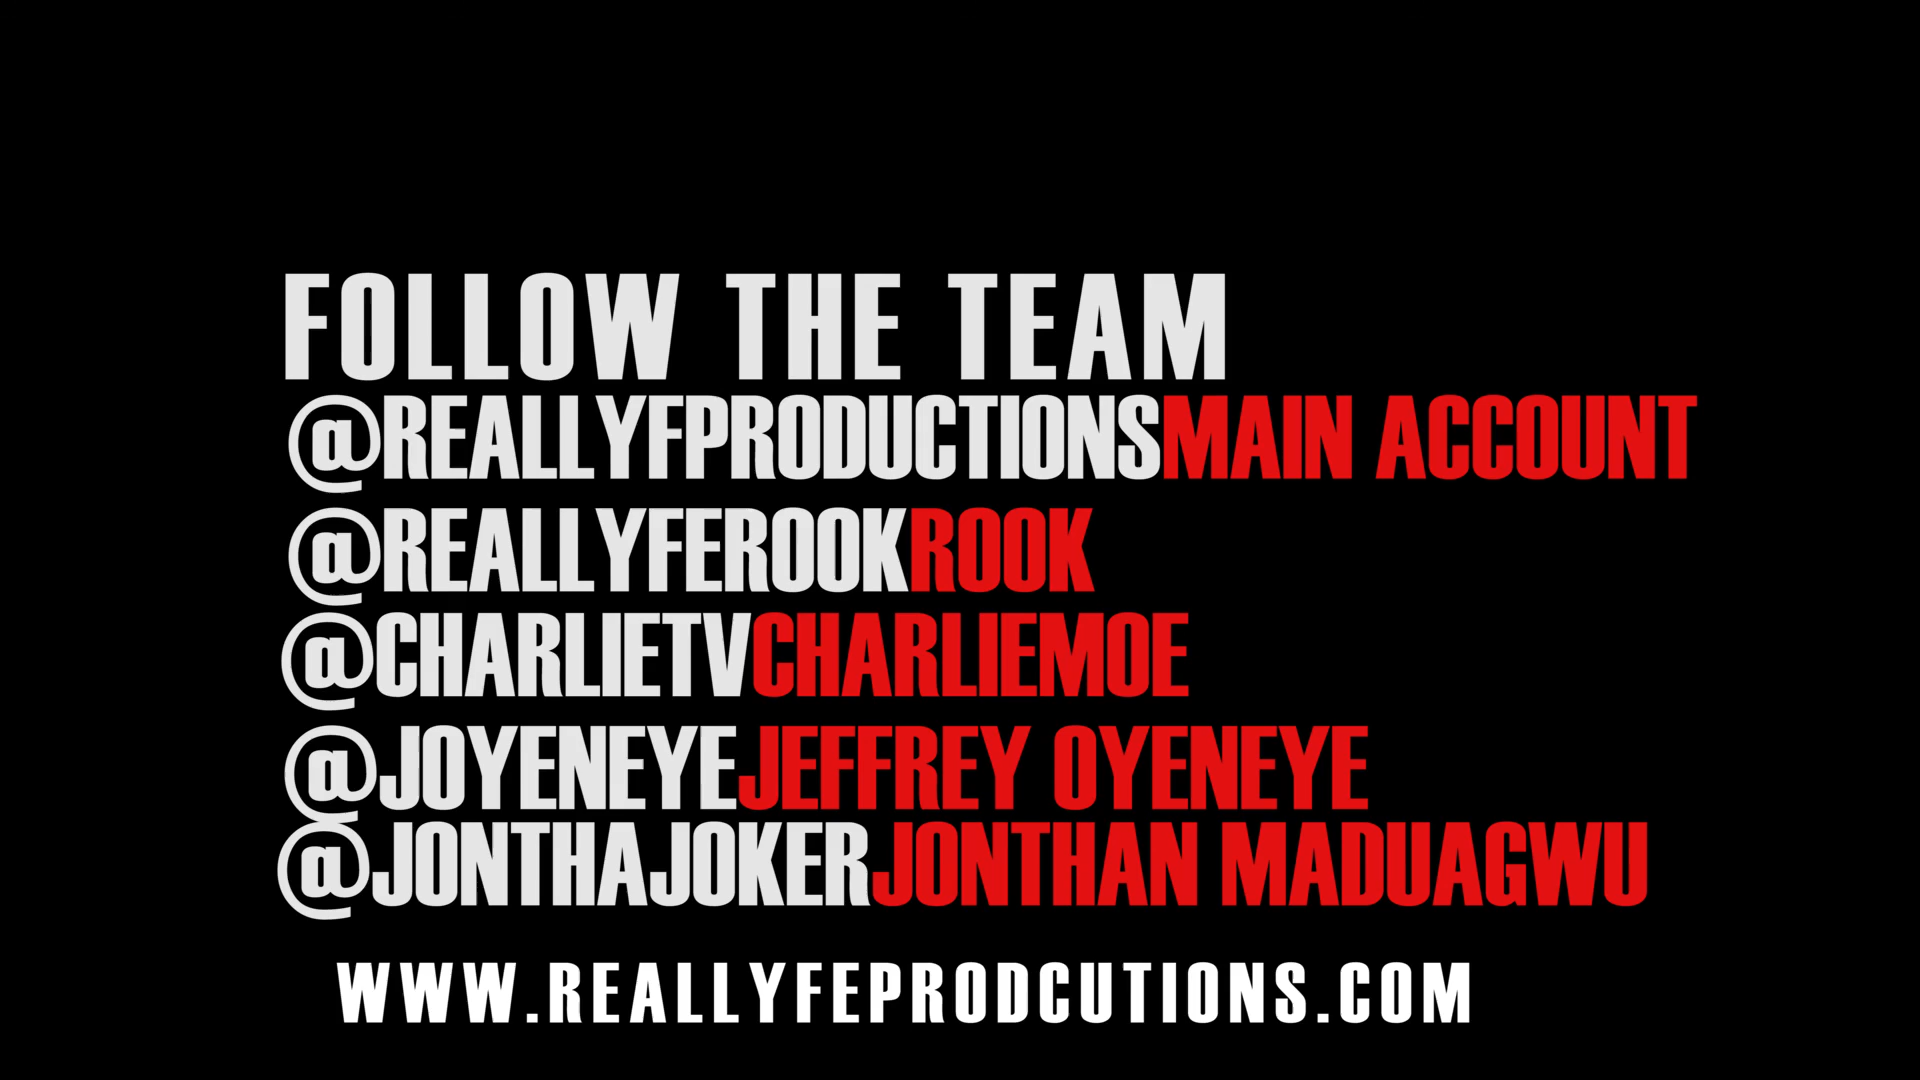 FOLLOW THE TEAM
@REALLYFPRODUCTIONSMAIN ACCOUNT
@REALLYFEROOKROOK
@CHARLIETVCHARLIEMOE
@JOYENEYEJEFFREY OYENEYE
@JONTHAJOKERJONTHAN MADUAGWU
WWW.REALLYFEPRODCUTIONS.COM